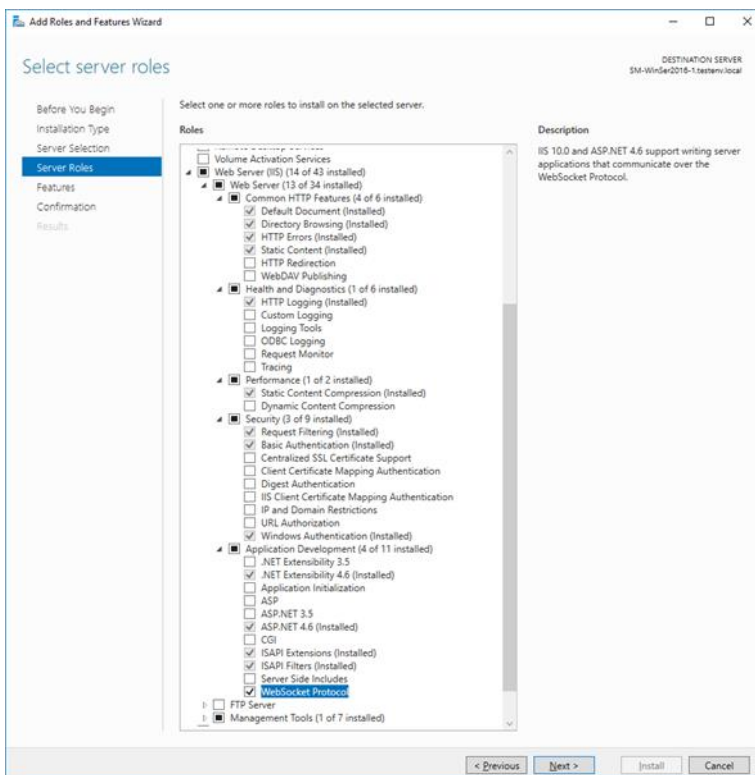 Add Roles and Features Wizard
Select server roles
DESTINATION SERVER
SM-WinSer2016-1.testenv.local
Before You Begin
Installation Type
Server Selection
Server Roles
Features
Confirmation
Results
Select one or more roles to install on the selected server.
Roles
Remote Desktop Services
Volume Activation Services
Web Server (IIS) (14 of 43 installed)
Web Server (13 of 34 installed)
Common HTTP Features (4 of 6 installed)
Default Document (Installed)
Directory Browsing (Installed)
HTTP Errors (Installed)
Static Content (Installed)
HTTP Redirection
WebDAV Publishing
Health and Diagnostics (1 of 6 installed)
HTTP Logging (Installed)
Custom Logging
Logging Tools
ODBC Logging
Request Monitor
Tracing
Performance (1 of 2 installed)
Static Content Compression (Installed)
Dynamic Content Compression
Security (3 of 9 installed)
Request Filtering (Installed)
Basic Authentication (Installed)
Centralized SSL Certificate Support
Client Certificate Mapping Authentication
Digest Authentication
IIS Client Certificate Mapping Authentication
IP and Domain Restrictions
URL Authorization
Windows Authentication (Installed)
Application Development (4 of 11 installed)
.NET Extensibility 3.5
.NET Extensibility 4.6 (Installed)
Application Initialization
ASP
ASP.NET 3.5
ASP.NET 4.6 (Installed)
CGI
ISAPI Extensions (Installed)
ISAPI Filters (Installed)
Server Side Includes
WebSocket Protocol
FTP Server
Management Tools (1 of 7 installed)
Description
IIS 10.0 and ASP.NET 4.6 support writing server
applications that communicate over the
WebSocket Protocol.
< Previous
Next >
Install
Cancel